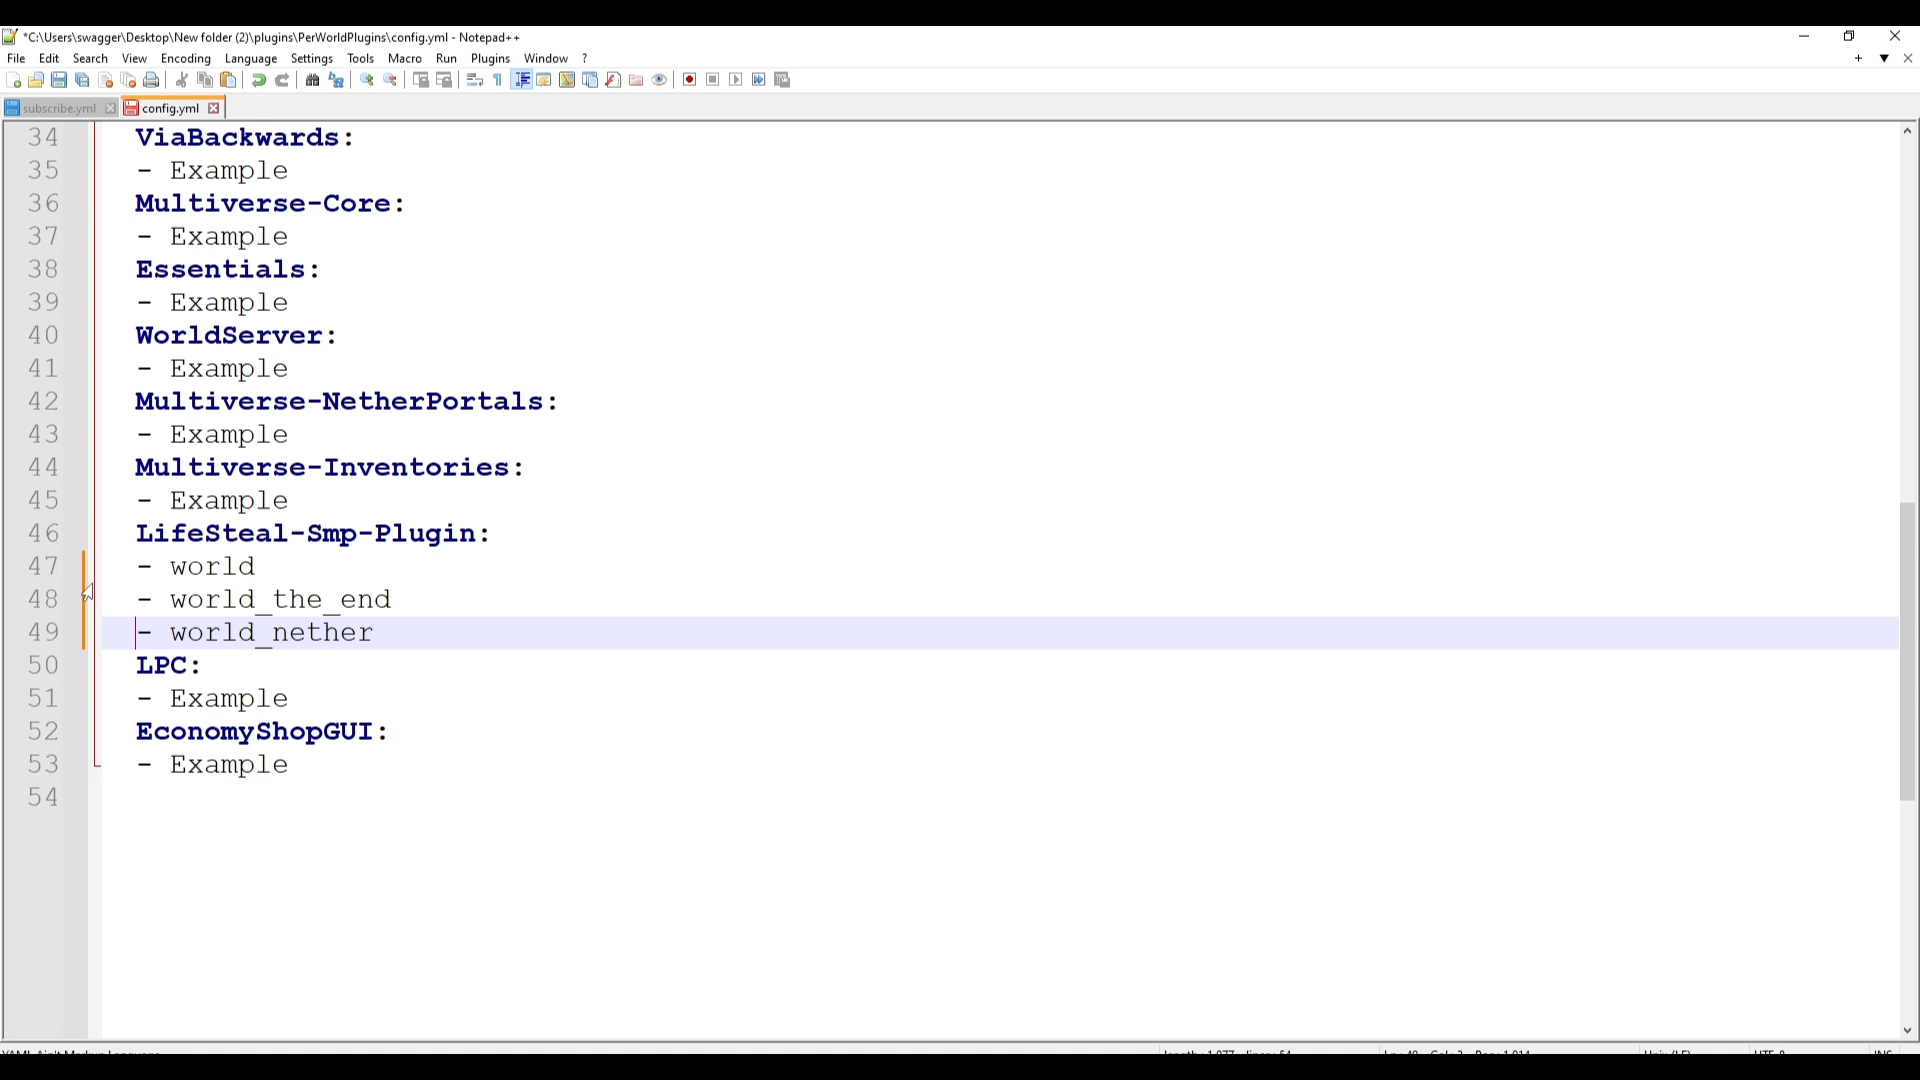 *C:\Users\swagger\Desktop\New folder (2)\plugins\PerWorldPlugins\config.yml - Notepad++
File Edit Search View Encoding Language Settings Tools Macro Run Plugins Window ?
subscribe.yml config.yml
34 ViaBackwards:
35 - Example
36 Multiverse-Core:
37 - Example
38 Essentials:
39 - Example
40 WorldServer:
41 - Example
42 Multiverse-NetherPortals:
43 - Example
44 Multiverse-Inventories:
45 - Example
46 LifeSteal-Smp-Plugin:
47 - world
48 - world_the_end
49 - world_nether
50 LPC:
51 - Example
52 EconomyShopGUI:
53 - Example
54